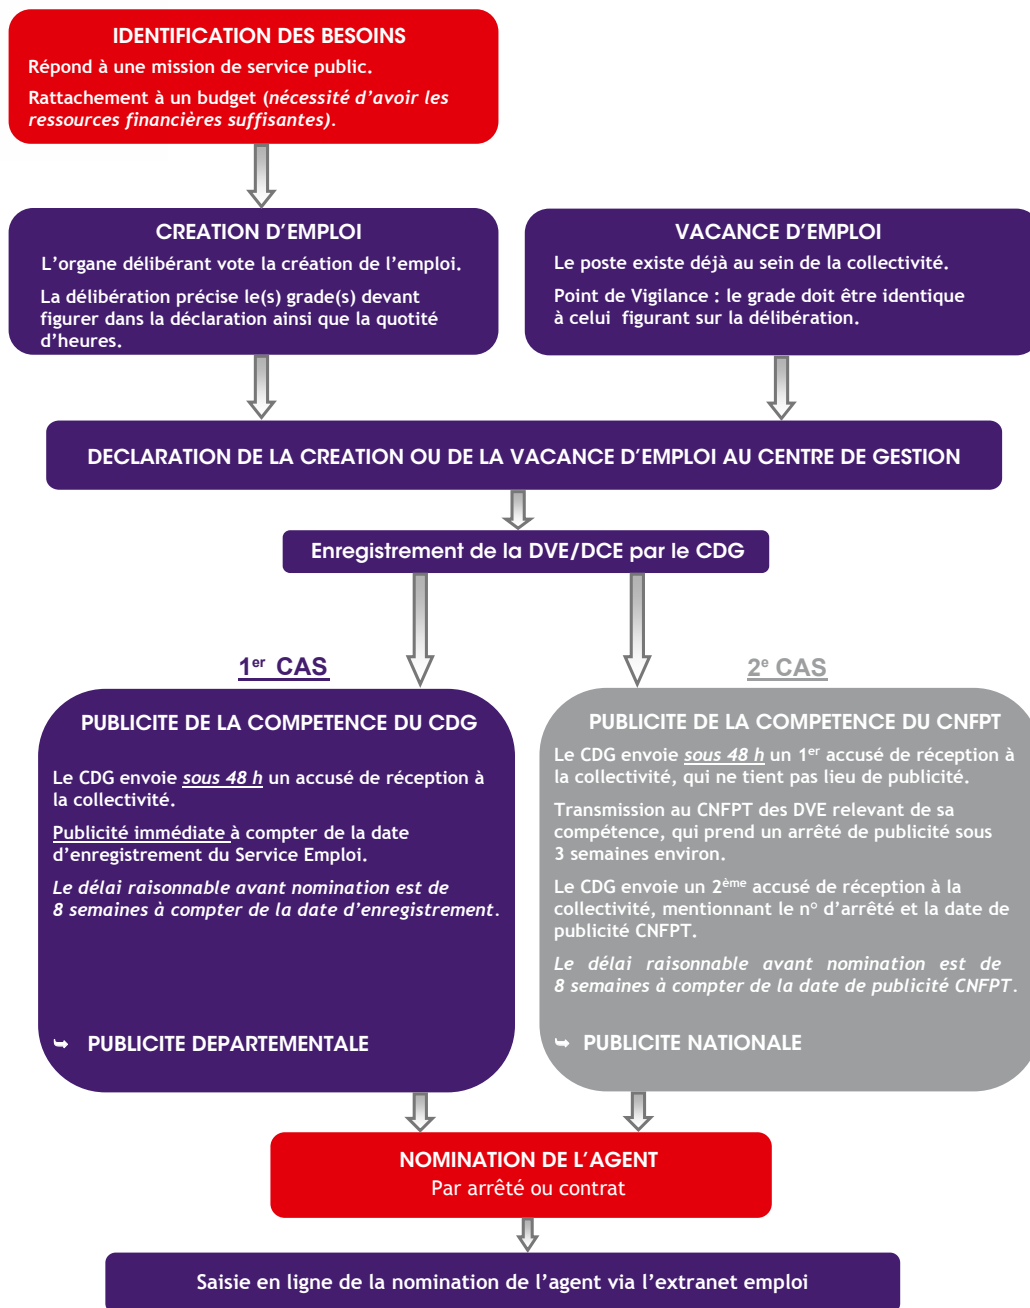 IDENTIFICATION DES BESOINS
Répond à une mission de service public.
Rattachement à un budget (nécessité d'avoir les
ressources financières suffisantes).
CREATION D'EMPLOI
L'organe délibérant vote la création de l'emploi.
La délibération précise le(s) grade(s) devant
figurer dans la déclaration ainsi que la quotité
d'heures.
VACANCE D'EMPLOI
Le poste existe déjà au sein de la collectivité.
Point de Vigilance : le grade doit être identique
à celui figurant sur la délibération.
DECLARATION DE LA CREATION OU DE LA VACANCE D'EMPLOI AU CENTRE DE GESTION
Enregistrement de la DVE/DCE par le CDG
1er CAS
PUBLICITE DE LA COMPETENCE DU CDG
Le CDG envoie sous 48 h un accusé de réception à
la collectivité.
Publicité immédiate à compter de la date
d'enregistrement du Service Emploi.
Le délai raisonnable avant nomination est de
8 semaines à compter de la date d'enregistrement.
➥ PUBLICITE DEPARTEMENTALE
2e CAS
PUBLICITE DE LA COMPETENCE DU CNFPT
Le CDG envoie sous 48 h un 1er accusé de réception à
la collectivité, qui ne tient pas lieu de publicité.
Transmission au CNFPT des DVE relevant de sa
compétence, qui prend un arrêté de publicité sous
3 semaines environ.
Le CDG envoie un 2ème accusé de réception à la
collectivité, mentionnant le n° d'arrêté et la date de
publicité CNFPT.
Le délai raisonnable avant nomination est de
8 semaines à compter de la date de publicité CNFPT.
➥ PUBLICITE NATIONALE
NOMINATION DE L'AGENT
Par arrêté ou contrat
Saisie en ligne de la nomination de l'agent via l'extranet emploi